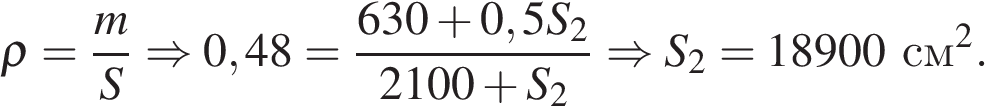 ρ = m/S ⇒ 0,48 = (630 + 0,5S₂)/(2100 + S₂) ⇒ S₂ = 18900 см².